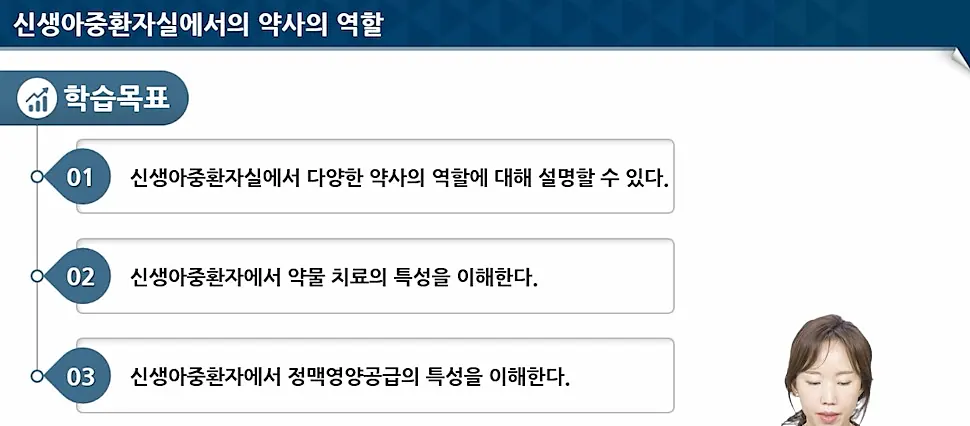 신생아중환자실에서의 약사의 역할
학습목표
01 신생아중환자실에서 다양한 약사의 역할에 대해 설명할 수 있다.
02 신생아중환자에서 약물 치료의 특성을 이해한다.
03 신생아중환자에서 정맥영양공급의 특성을 이해한다.